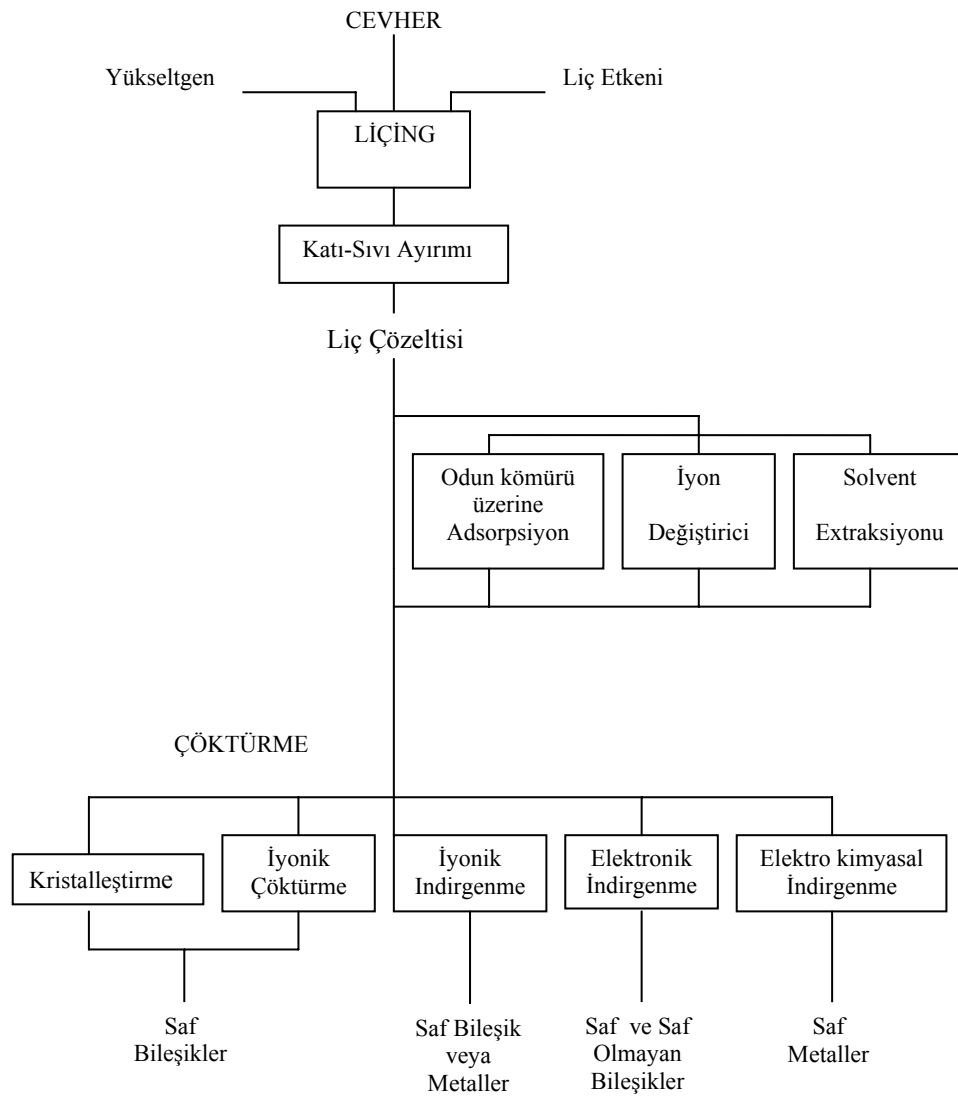 CEVHER
Yükseltgen
Liç Etkeni
LİÇİNG
Katı-Sıvı Ayırımı
Liç Çözeltisi
Odun kömürü
üzerine
Adsorpsiyon
İyon
Değiştirici
Solvent
Extraksiyonu
ÇÖKTÜRME
Kristalleştirme
İyonik
Çöktürme
İyonik
Indirgenme
Elektronik
İndirgenme
Elektro kimyasal
İndirgenme
Saf
Bileşikler
Saf Bileşik
veya
Metaller
Saf ve Saf
Olmayan
Bileşikler
Saf
Metaller